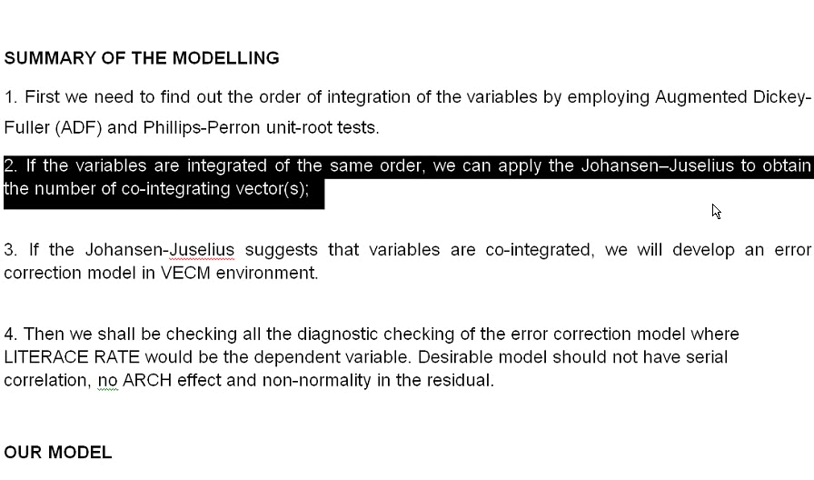 SUMMARY OF THE MODELLING
1. First we need to find out the order of integration of the variables by employing Augmented Dickey-
Fuller (ADF) and Phillips-Perron unit-root tests.
2. If the variables are integrated of the same order, we can apply the Johansen–Juselius to obtain
the number of co-integrating vector(s);
3. If the Johansen-Juselius suggests that variables are co-integrated, we will develop an error
correction model in VECM environment.
4. Then we shall be checking all the diagnostic checking of the error correction model where
LITERACE RATE would be the dependent variable. Desirable model should not have serial
correlation, no ARCH effect and non-normality in the residual.
OUR MODEL